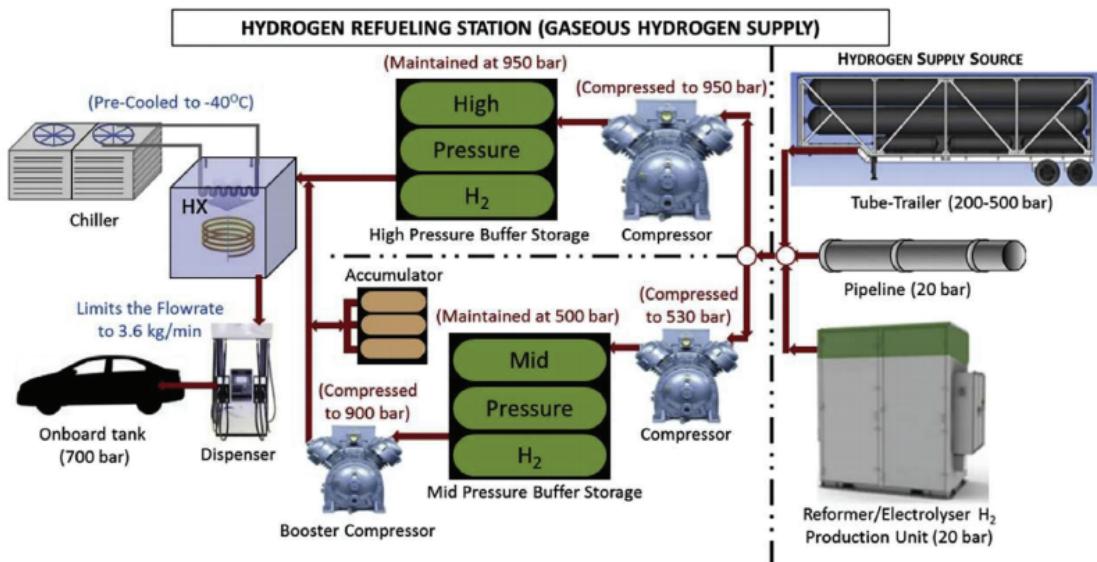 HYDROGEN REFUELING STATION (GASEOUS HYDROGEN SUPPLY)
(Maintained at 950 bar)
HYDROGEN SUPPLY SOURCE
(Pre-Cooled to -40⁰C)
(Compressed to 950 bar)
High
Pressure
H₂
HX
Chiller
High Pressure Buffer Storage
Compressor
Tube-Trailer (200-500 bar)
Accumulator
Pipeline (20 bar)
Limits the Flowrate
to 3.6 kg/min
(Maintained at 500 bar)
(Compressed
to 530 bar)
Mid
Pressure
H₂
(Compressed
to 900 bar)
Compressor
Onboard tank
(700 bar)
Dispenser
Mid Pressure Buffer Storage
Booster Compressor
Reformer/Electrolyser H₂
Production Unit (20 bar)